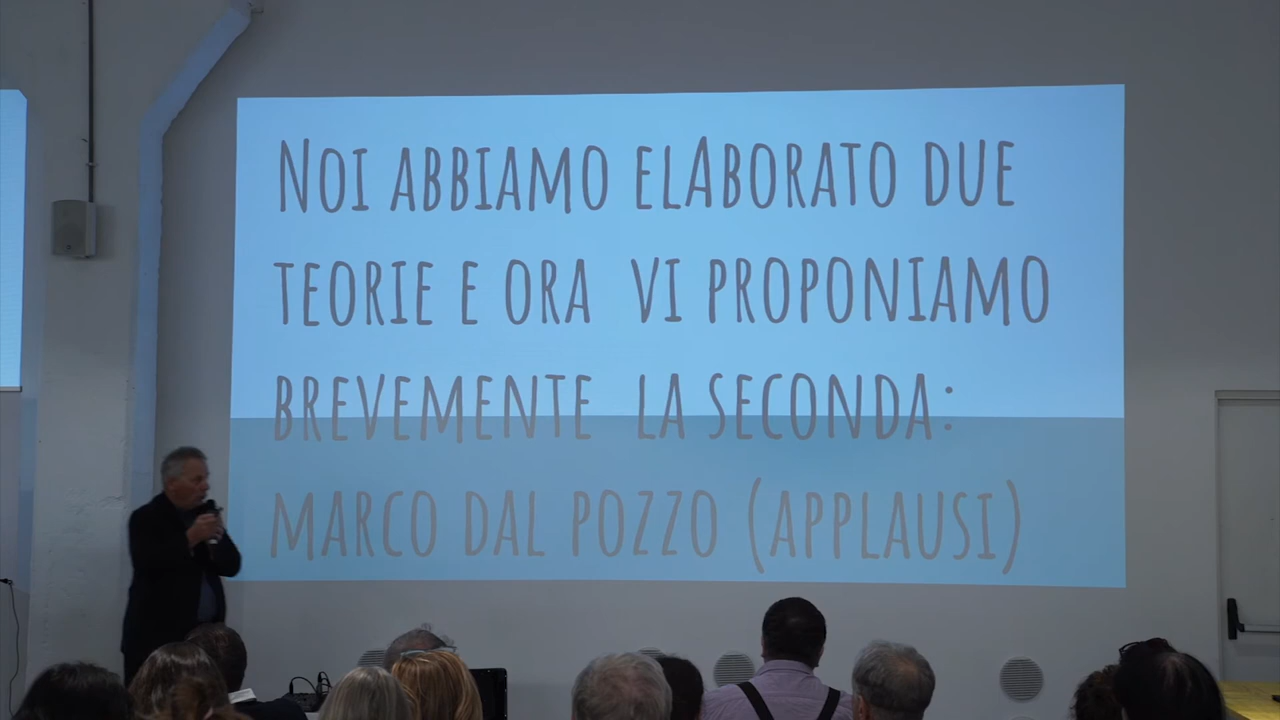 NOI ABBIAMO ELABORATO DUE
TEORIE E ORA VI PROPONIAMO
BREVEMENTE LA SECONDA:
MARCO DAL POZZO (APPLAUSI)